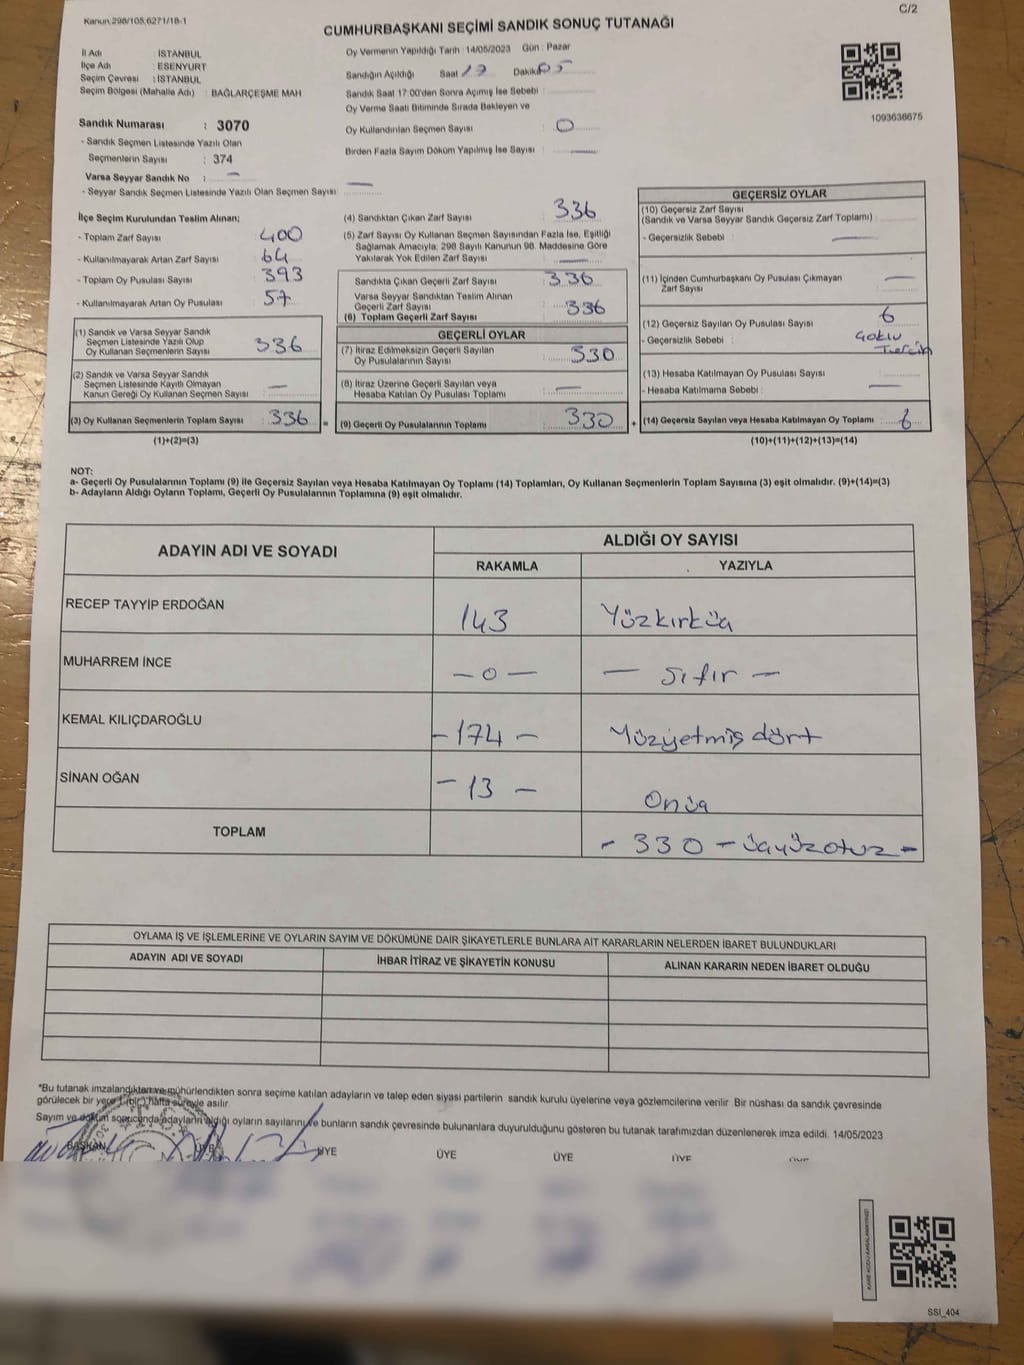 Kanun:298/105,6271/18-1
C/2
CUMHURBAŞKANI SEÇİMİ SANDIK SONUÇ TUTANAĞI
İl Adı : İSTANBUL
İlçe Adı : ESENYURT
Seçim Çevresi : İSTANBUL
Seçim Bölgesi (Mahalle Adı) : BAĞLARÇEŞME MAH.
Sandık Numarası : 3070
- Sandık Seçmen Listesinde Yazılı Olan
Seçmenlerin Sayısı : 374
Varsa Seyyar Sandık No : —
- Seyyar Sandık Seçmen Listesinde Yazılı Olan Seçmen Sayısı : —
Oy Vermenin Yapıldığı Tarih : 14/05/2023 Gün : Pazar
Sandığın Açıldığı Saat 17 Dakika 05
Sandık Saat 17:00'den Sonra Açılmış İse Sebebi :
Oy Verme Saati Bitiminde Sırada Bekleyen ve
Oy Kullandırılan Seçmen Sayısı : 0
Birden Fazla Sayım Döküm Yapılmış İse Sayısı : —
1093636675
İlçe Seçim Kurulundan Teslim Alınan;
- Toplam Zarf Sayısı : 400
- Kullanılmayarak Artan Zarf Sayısı : 64
- Toplam Oy Pusulası Sayısı : 393
- Kullanılmayarak Artan Oy Pusulası : 57
(1) Sandık ve Varsa Seyyar Sandık
Seçmen Listesinde Yazılı Olup
Oy Kullanan Seçmenlerin Sayısı : 336
(2) Sandık ve Varsa Seyyar Sandık
Seçmen Listesinde Kayıtlı Olmayan
Kanun Gereği Oy Kullanan Seçmen Sayısı : —
(3) Oy Kullanan Seçmenlerin Toplam Sayısı : 336
(1)+(2)=(3)
(4) Sandıktan Çıkan Zarf Sayısı : 336
(5) Zarf Sayısı Oy Kullanan Seçmen Sayısından Fazla İse, Eşitliği
Sağlamak Amacıyla; 298 Sayılı Kanunun 98. Maddesine Göre
Yakılarak Yok Edilen Zarf Sayısı : —
Sandıkta Çıkan Geçerli Zarf Sayısı : 336
Varsa Seyyar Sandıktan Teslim Alınan
Geçerli Zarf Sayısı : 336
(6) Toplam Geçerli Zarf Sayısı
GEÇERLİ OYLAR
(7) İtiraz Edilmeksizin Geçerli Sayılan
Oy Pusulalarının Sayısı : 330
(8) İtiraz Üzerine Geçerli Sayılan veya
Hesaba Katılan Oy Pusulası Toplamı : —
= (9) Geçerli Oy Pusulalarının Toplamı : 330
GEÇERSİZ OYLAR
(10) Geçersiz Zarf Sayısı
(Sandık ve Varsa Seyyar Sandık Geçersiz Zarf Toplamı) :
- Geçersizlik Sebebi : —
(11) İçinden Cumhurbaşkanı Oy Pusulası Çıkmayan
Zarf Sayısı : —
(12) Geçersiz Sayılan Oy Pusulası Sayısı : 6
- Geçersizlik Sebebi :
(13) Hesaba Katılmayan Oy Pusulası Sayısı :
- Hesaba Katılmama Sebebi : —
+ (14) Geçersiz Sayılan veya Hesaba Katılmayan Oy Toplamı : 6
(10)+(11)+(12)+(13)=(14)
NOT:
a- Geçerli Oy Pusulalarının Toplamı (9) ile Geçersiz Sayılan veya Hesaba Katılmayan Oy Toplamı (14) Toplamları, Oy Kullanan Seçmenlerin Toplam Sayısına (3) eşit olmalıdır. (9)+(14)=(3)
b- Adayların Aldığı Oyların Toplamı, Geçerli Oy Pusulalarının Toplamına (9) eşit olmalıdır.
ADAYIN ADI VE SOYADI
ALDIĞI OY SAYISI
RAKAMLA YAZIYLA
RECEP TAYYİP ERDOĞAN 143 Yüzkırküç
MUHARREM İNCE — 0 — — Sıfır —
KEMAL KILIÇDAROĞLU — 174 — Yüzyetmiş dört
SİNAN OĞAN — 13 — Onüç
TOPLAM - 330 - üçyüzotuz -
OYLAMA İŞ VE İŞLEMLERİNE VE OYLARIN SAYIM VE DÖKÜMÜNE DAİR ŞİKAYETLERLE BUNLARA AİT KARARLARIN NELERDEN İBARET BULUNDUKLARI
ADAYIN ADI VE SOYADI İHBAR İTİRAZ VE ŞİKAYETİN KONUSU ALINAN KARARIN NEDEN İBARET OLDUĞU
*Bu tutanak imzalandıktan ve mühürlendikten sonra seçime katılan adayların ve talep eden siyasi partilerin sandık kurulu üyelerine veya gözlemcilerine verilir. Bir nüshası da sandık çevresinde
görülecek bir yere 1 (bir) hafta süreyle asılır.
Sayım ve döküm sonucunda adayların aldığı oyların sayılarını ve bunların sandık çevresinde bulunanlara duyurulduğunu gösteren bu tutanak tarafımızdan düzenlenerek imza edildi. 14/05/2023
BAŞKAN ÜYE ÜYE ÜYE ÜYE ÜYE ÜYE
SSI_404